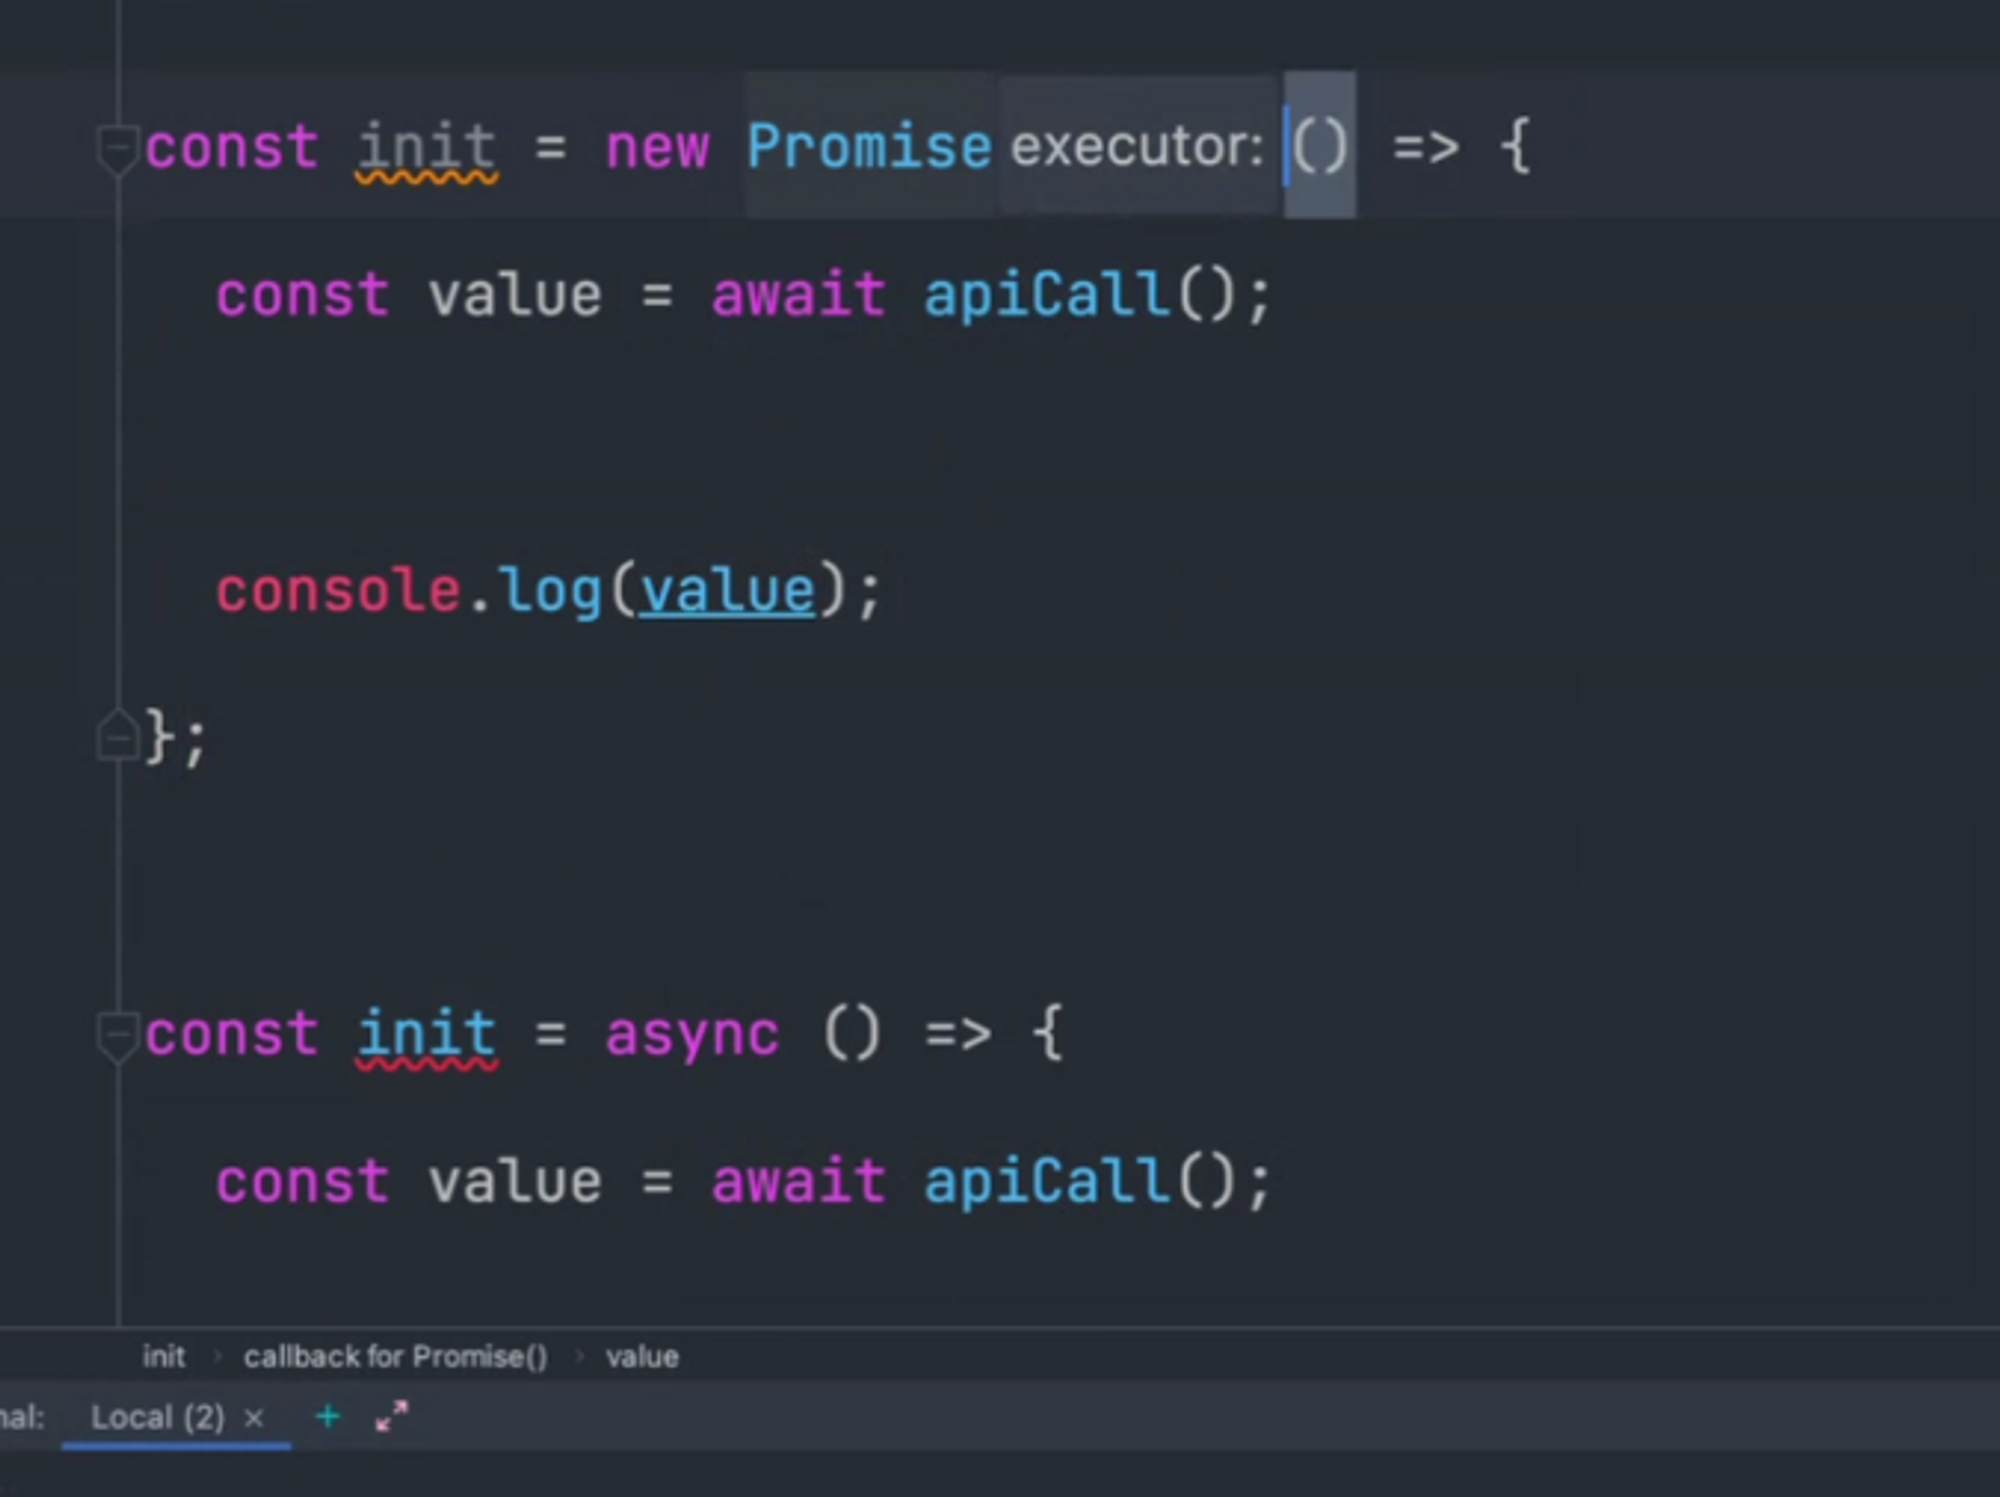 const init = new Promise executor: () => {
const value = await apiCall();
console.log(value);
};
const init = async () => {
const value = await apiCall();
init › callback for Promise() › value
nal: Local (2) × +